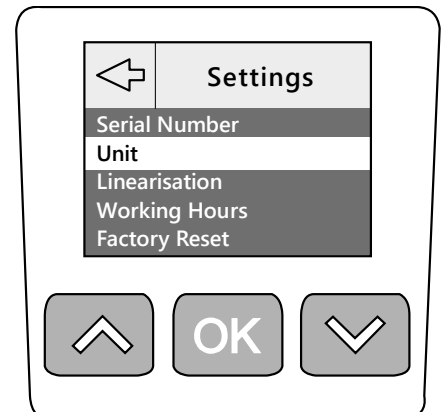 Settings
Serial Number
Unit
Linearisation
Working Hours
Factory Reset
OK